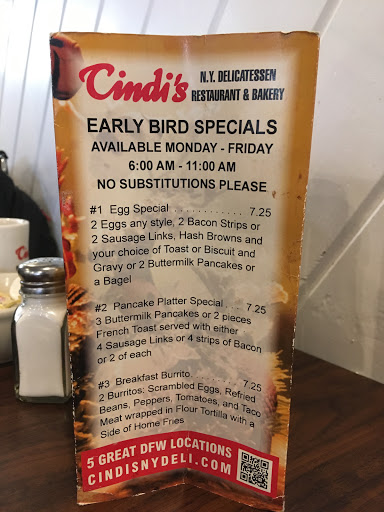 Cindi's N.Y. DELICATESSEN
RESTAURANT & BAKERY
EARLY BIRD SPECIALS
AVAILABLE MONDAY - FRIDAY
6:00 AM - 11:00 AM
NO SUBSTITUTIONS PLEASE
#1 Egg Special . . . . . . . . . . . . 7.25
2 Eggs any style, 2 Bacon Strips or
2 Sausage Links, Hash Browns and
your choice of Toast or Biscuit and
Gravy or 2 Buttermilk Pancakes or
a Bagel
#2 Pancake Platter Special . . . 7.25
3 Buttermilk Pancakes or 2 pieces
French Toast served with either
4 Sausage Links or 4 strips of Bacon
or 2 of each
#3 Breakfast Burrito. . . . . . . . . 7.25
2 Burritos; Scrambled Eggs, Refried
Beans, Peppers, Tomatoes, and Taco
Meat wrapped in Flour Tortilla with a
Side of Home Fries
5 GREAT DFW LOCATIONS
CINDISNYDELI.COM